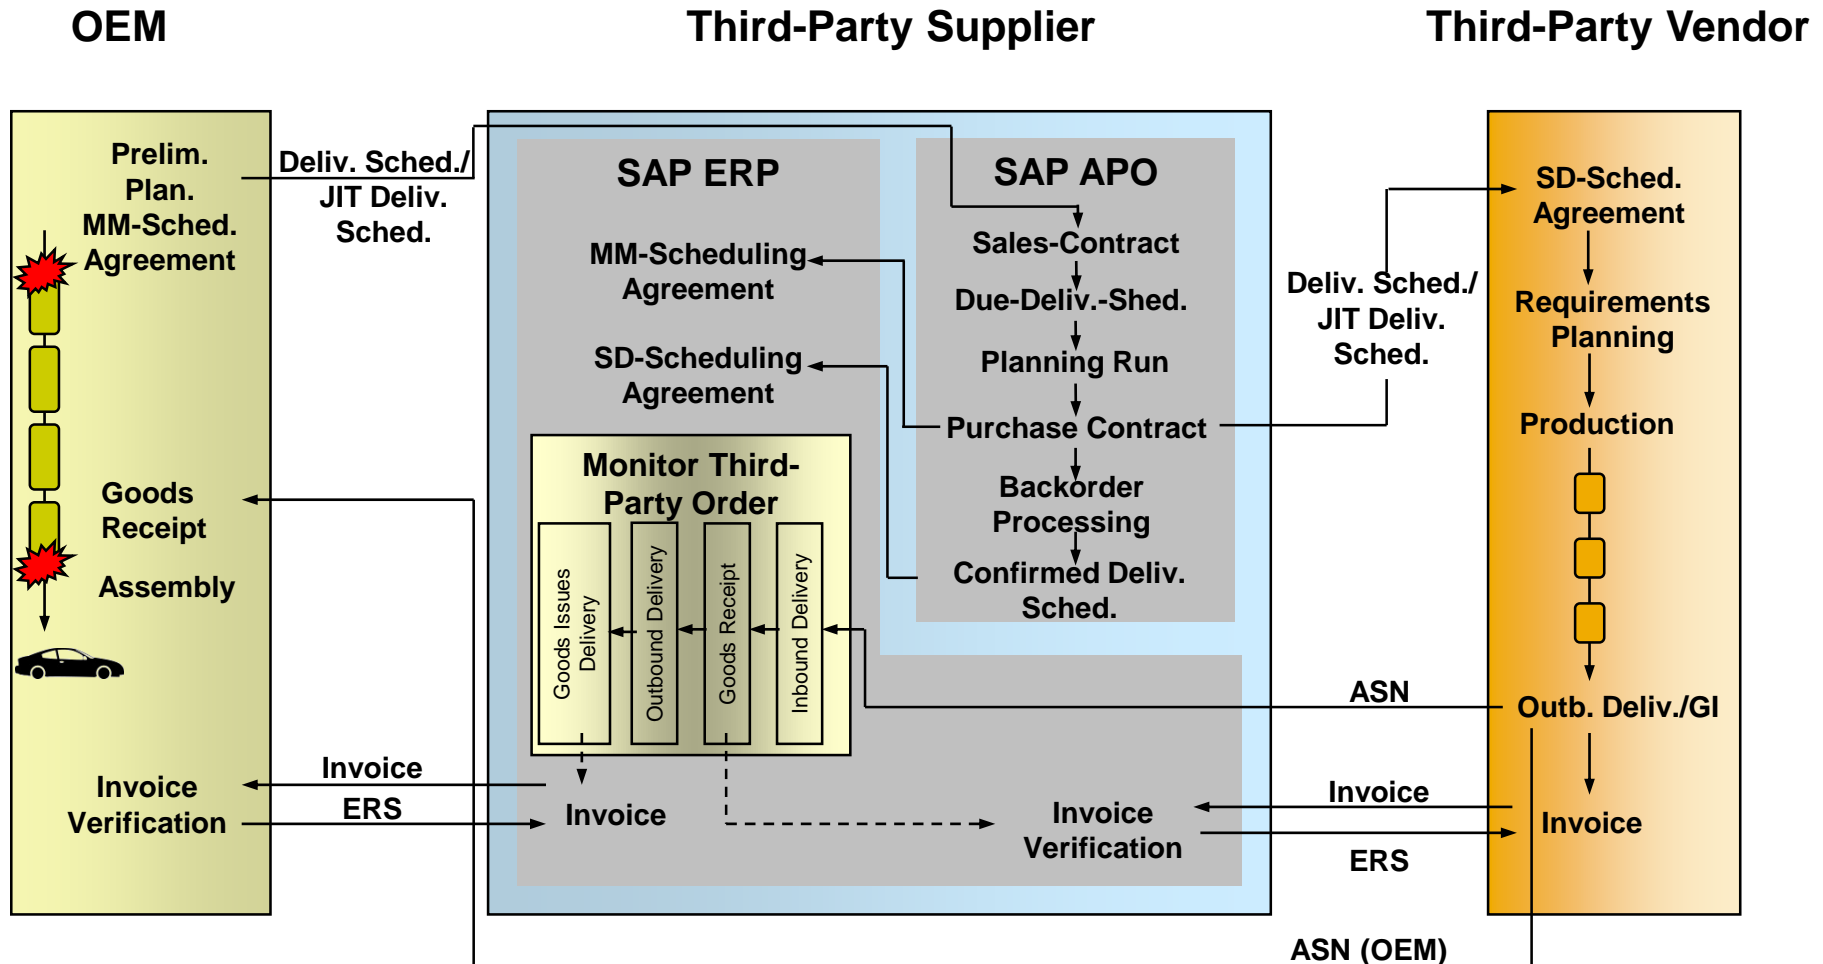 OEM
Third-Party Supplier
Third-Party Vendor
Prelim.
Plan.
MM-Sched.
Agreement
Goods
Receipt
Assembly
Invoice
Verification
Deliv. Sched./
JIT Deliv.
Sched.
Invoice
ERS
SAP ERP
MM-Scheduling
Agreement
SD-Scheduling
Agreement
Monitor Third-
Party Order
Goods Issues
Delivery
Outbound Delivery
Goods Receipt
Inbound Delivery
Invoice
SAP APO
Sales-Contract
Due-Deliv.-Shed.
Planning Run
Purchase Contract
Backorder
Processing
Confirmed Deliv.
Sched.
Invoice
Verification
Deliv. Sched./
JIT Deliv.
Sched.
ASN
Invoice
ERS
ASN (OEM)
SD-Sched.
Agreement
Requirements
Planning
Production
Outb. Deliv./GI
Invoice